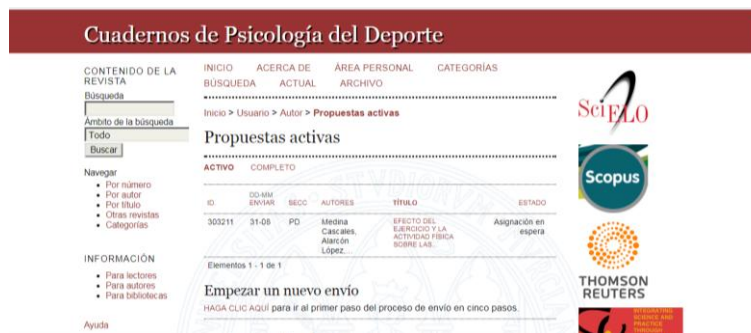 Cuadernos de Psicología del Deporte
CONTENIDO DE LA
REVISTA
Búsqueda
Ámbito de la búsqueda
Todo
Buscar
Navegar
Por número
Por autor
Por título
Otras revistas
Categorías
INFORMACIÓN
Para lectores
Para autores
Para bibliotecas
Ayuda
INICIO ACERCA DE ÁREA PERSONAL CATEGORÍAS
BÚSQUEDA ACTUAL ARCHIVO
Inicio > Usuario > Autor > Propuestas activas
Propuestas activas
ACTIVO COMPLETO
DD-MM
ID ENVIAR SECC AUTORES TÍTULO ESTADO
303211 31-08 PD Medina EFECTO DEL Asignación en
Cascales, EJERCICIO Y LA espera
Alarcón ACTIVIDAD FÍSICA
López,... SOBRE LAS...
Elementos 1 - 1 de 1
Empezar un nuevo envío
HAGA CLIC AQUÍ para ir al primer paso del proceso de envío en cinco pasos.
SciELO
Scopus
THOMSON
REUTERS
INTEGRATING
SCIENCE AND
PRACTICE
THROUGH